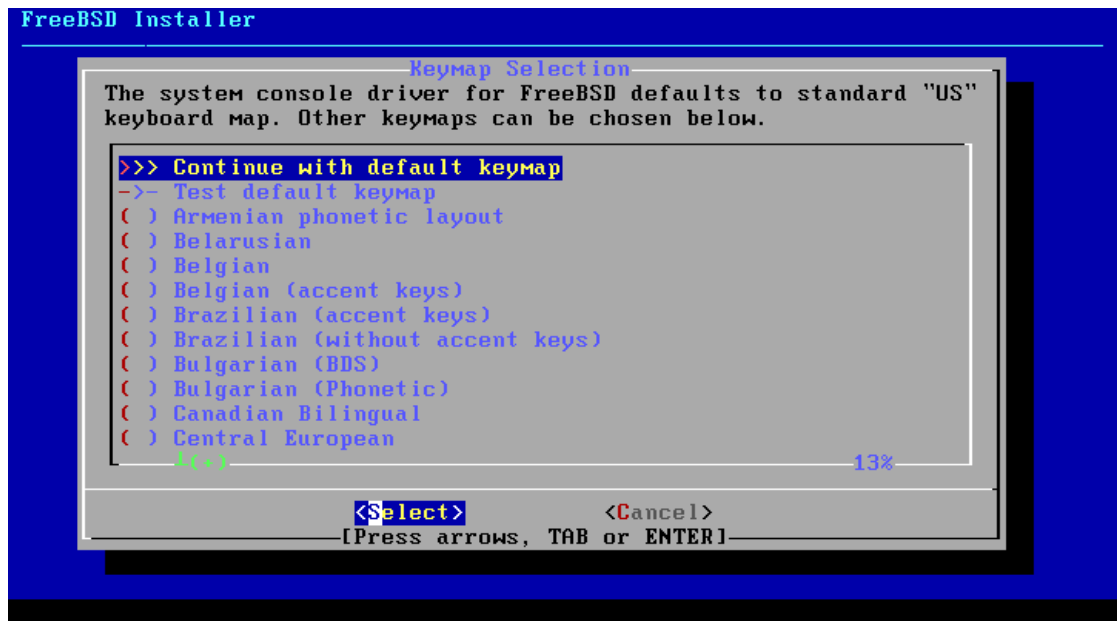 FreeBSD Installer
Keymap Selection
The system console driver for FreeBSD defaults to standard "US"
keyboard map. Other keymaps can be chosen below.
>>> Continue with default keymap
->- Test default keymap
( ) Armenian phonetic layout
( ) Belarusian
( ) Belgian
( ) Belgian (accent keys)
( ) Brazilian (accent keys)
( ) Brazilian (without accent keys)
( ) Bulgarian (BDS)
( ) Bulgarian (Phonetic)
( ) Canadian Bilingual
( ) Central European
┴(+) 13%
<Select> <Cancel>
[Press arrows, TAB or ENTER]